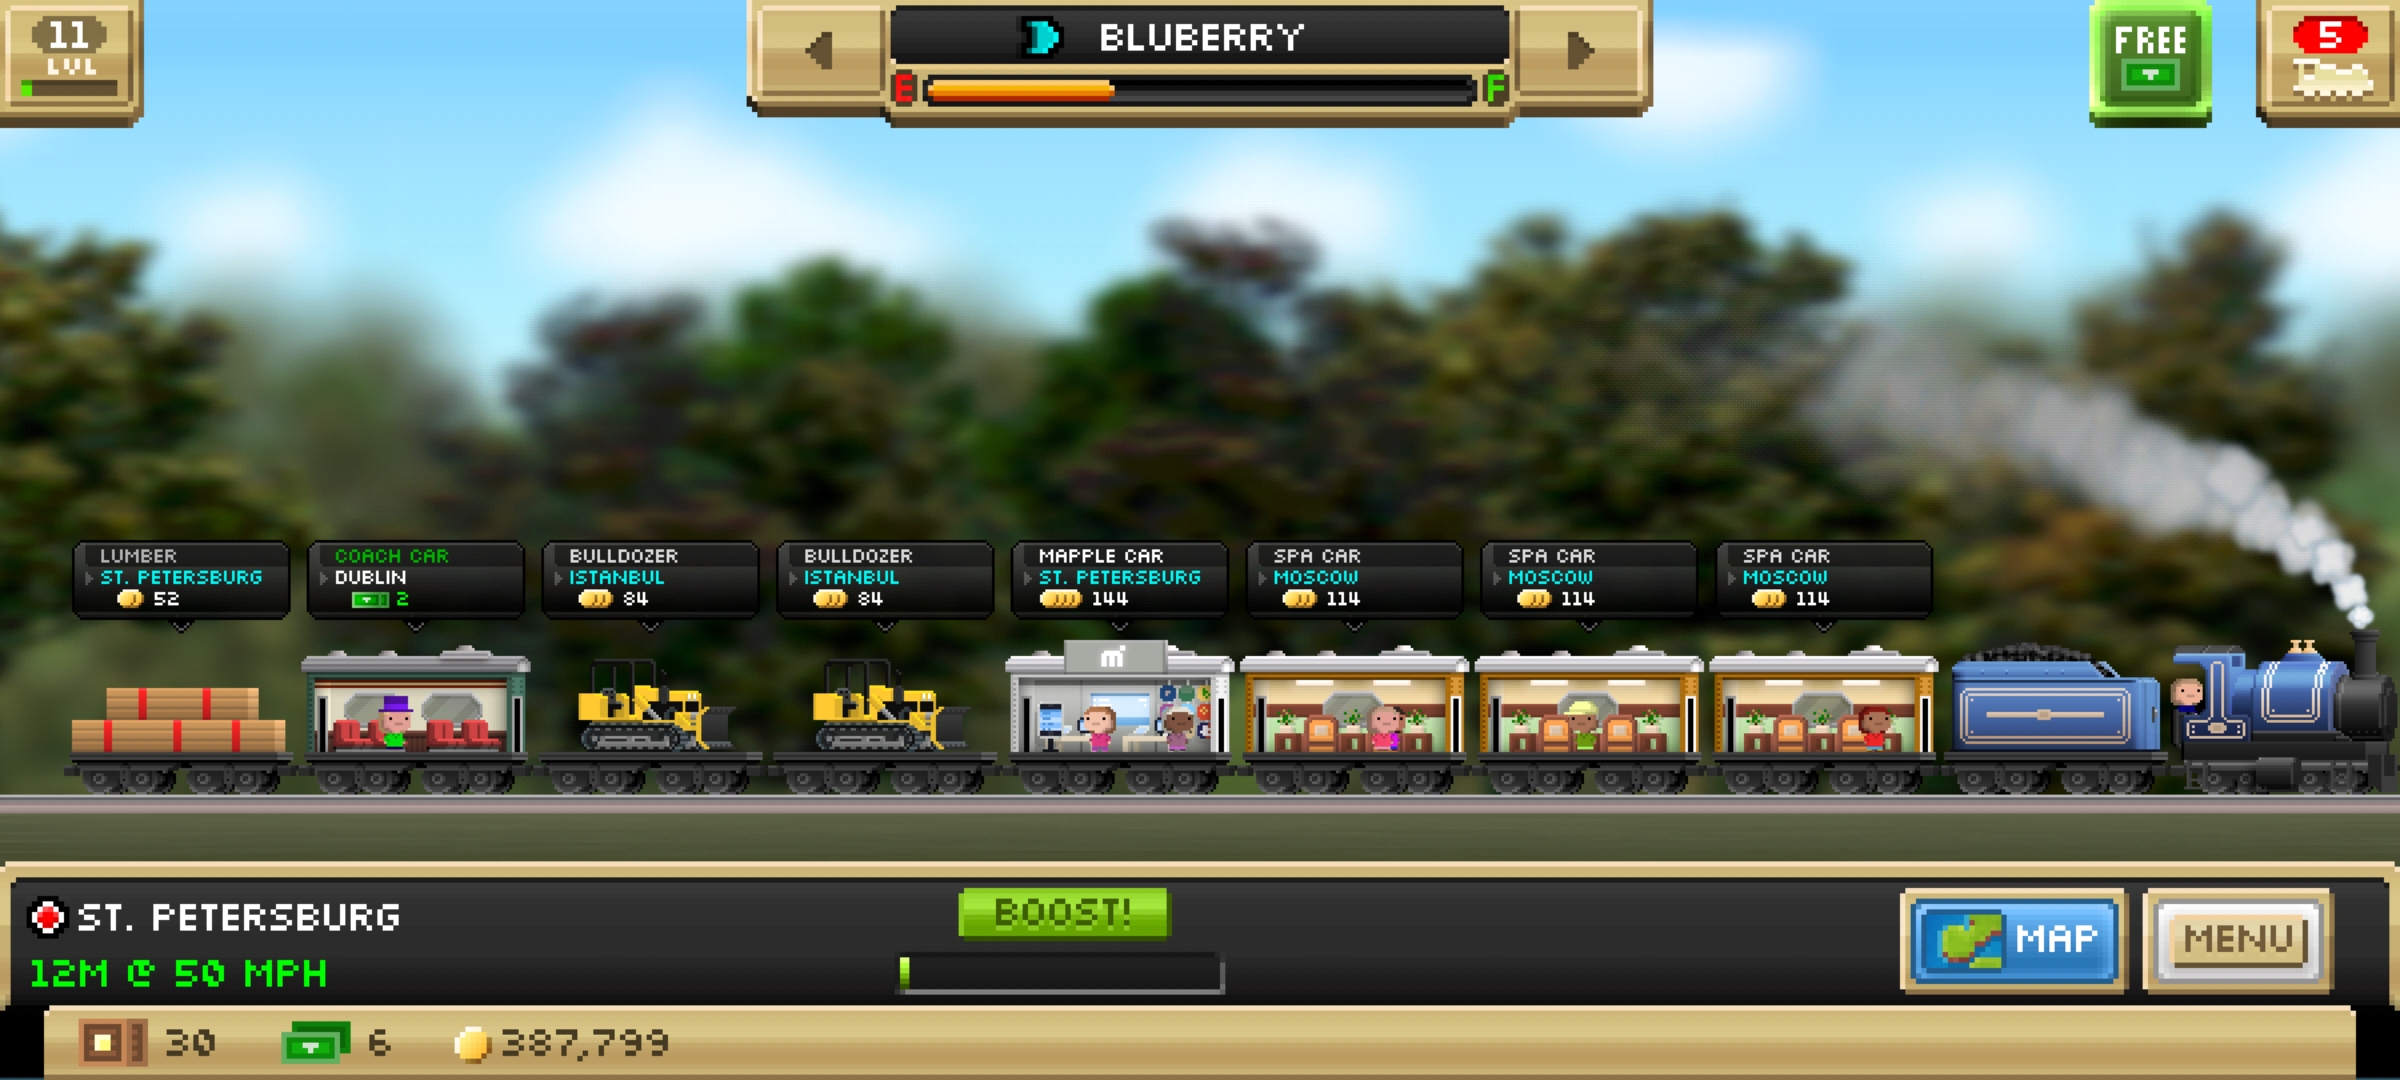 11
LVL
BLUBERRY
E
F
FREE
5
LUMBER
ST. PETERSBURG
52
COACH CAR
DUBLIN
2
BULLDOZER
ISTANBUL
84
BULLDOZER
ISTANBUL
84
MAPPLE CAR
ST. PETERSBURG
144
SPA CAR
MOSCOW
114
SPA CAR
MOSCOW
114
SPA CAR
MOSCOW
114
m
ST. PETERSBURG
12M @ 50 MPH
BOOST!
MAP
MENU
30
6
387,799